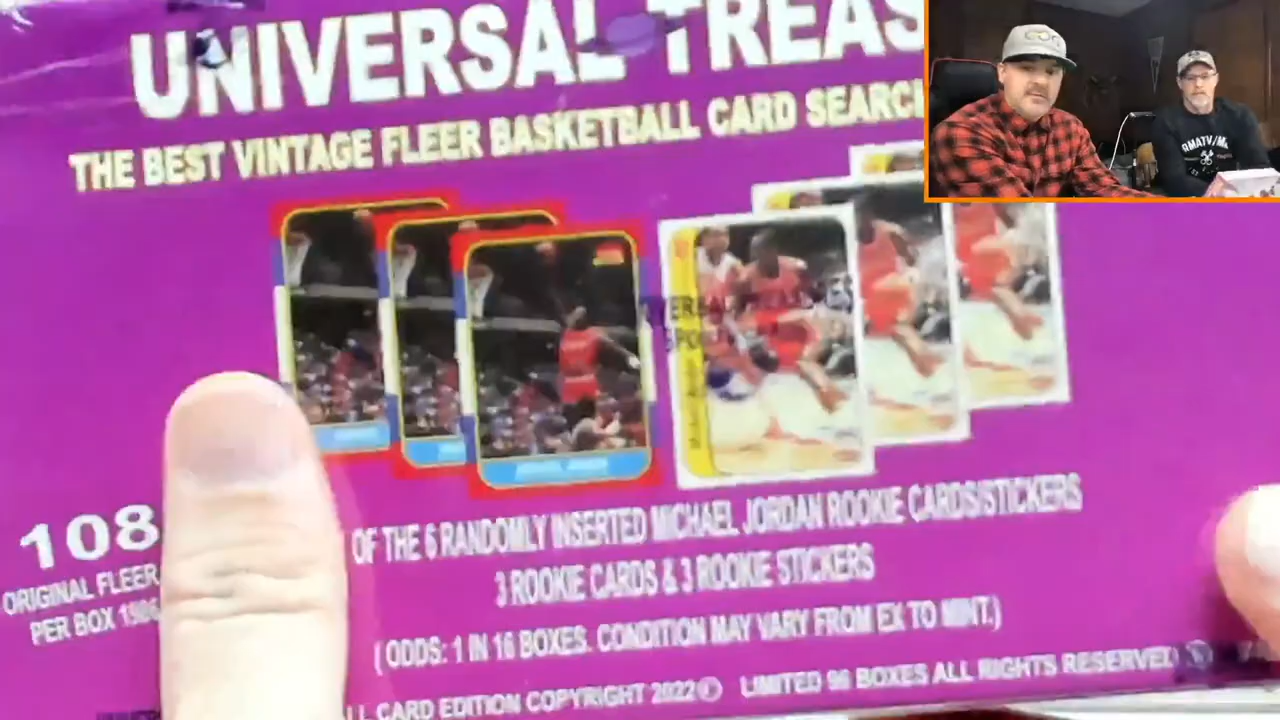 UNIVERSAL TREAS
THE BEST VINTAGE FLEER BASKETBALL CARD SEARC
108
ORIGINAL FLEER
PER BOX 1986
OF THE 6 RANDOMLY INSERTED MICHAEL JORDAN ROOKIE CARDS/STICKERS
3 ROOKIE CARDS & 3 ROOKIE STICKERS
( ODDS: 1 IN 16 BOXES. CONDITION MAY VARY FROM EX TO MINT.)
CARD EDITION COPYRIGHT 2022© LIMITED 96 BOXES ALL RIGHTS RESERVED